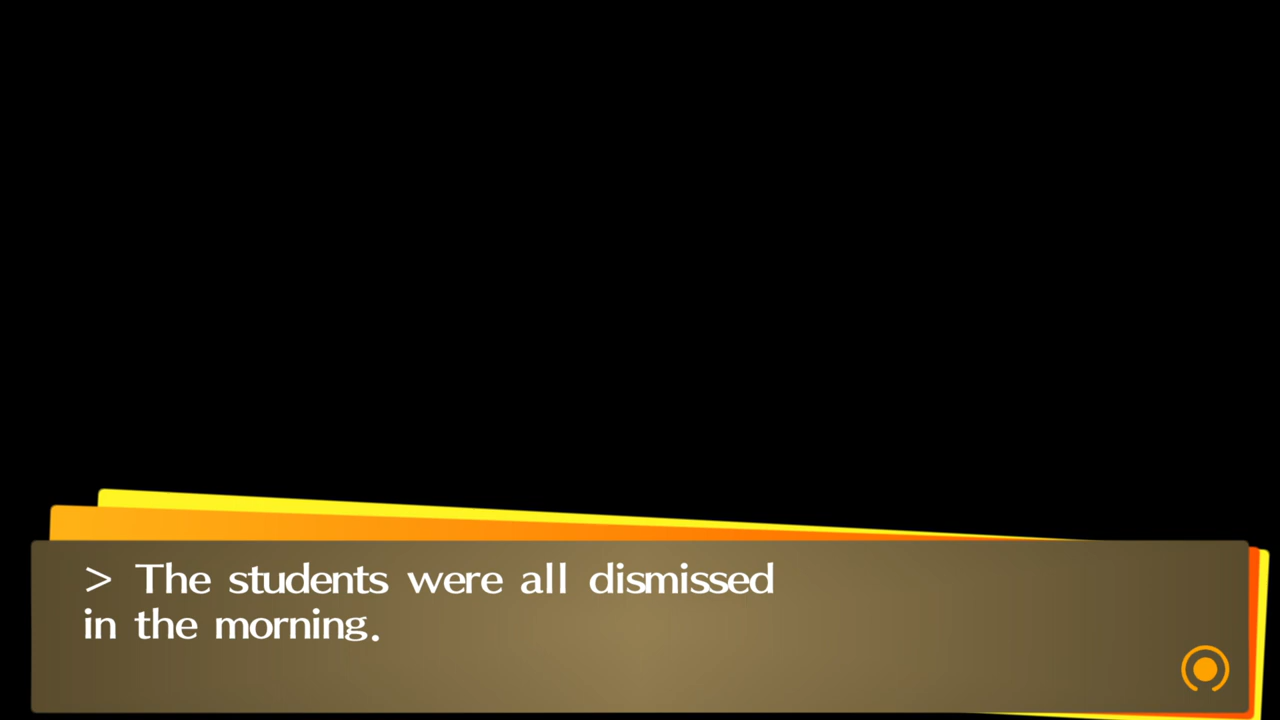 > The students were all dismissed
in the morning.